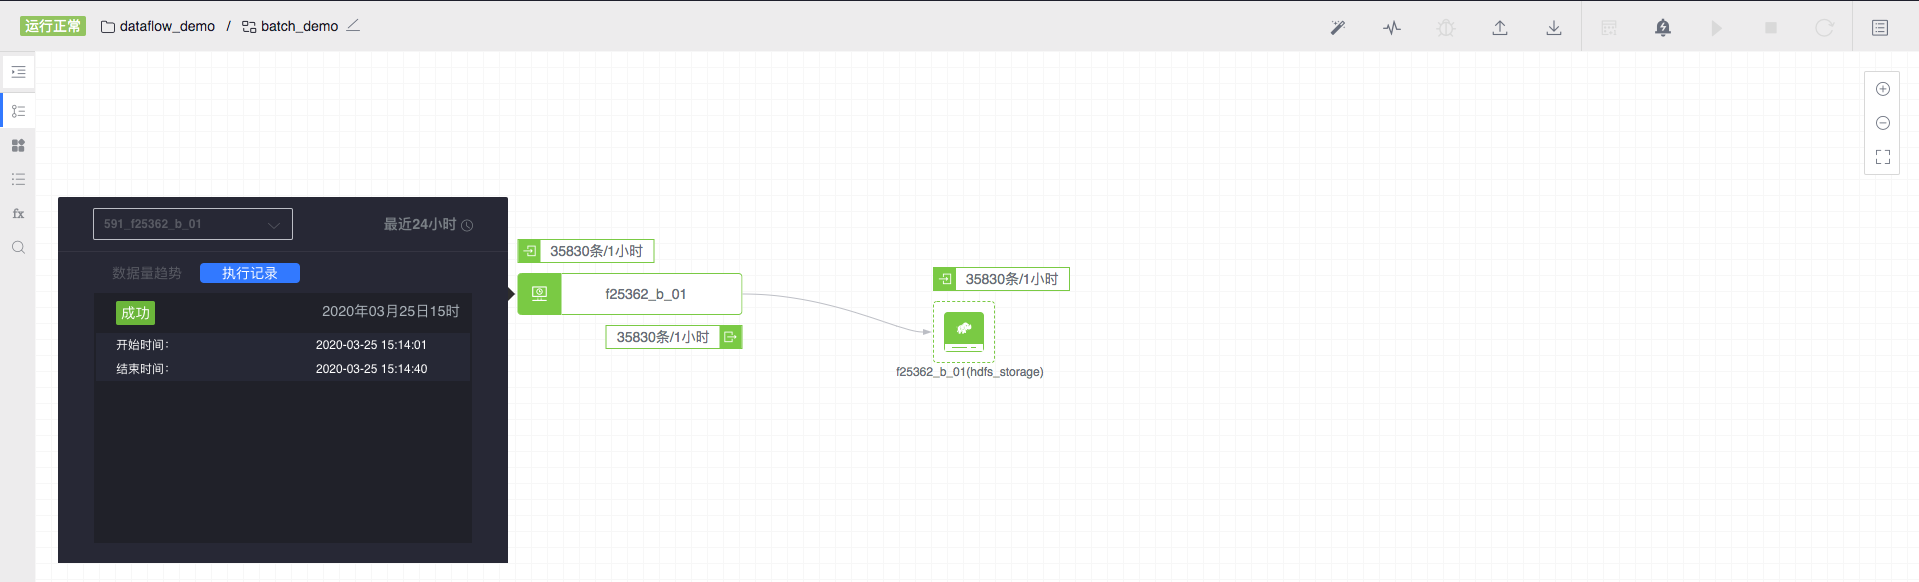 运行正常 dataflow_demo / batch_demo
fx
591_f25362_b_01 最近24小时
数据量趋势 执行记录
成功 2020年03月25日15时
开始时间: 2020-03-25 15:14:01
结束时间: 2020-03-25 15:14:40
35830条/1小时
f25362_b_01
35830条/1小时
35830条/1小时
f25362_b_01(hdfs_storage)